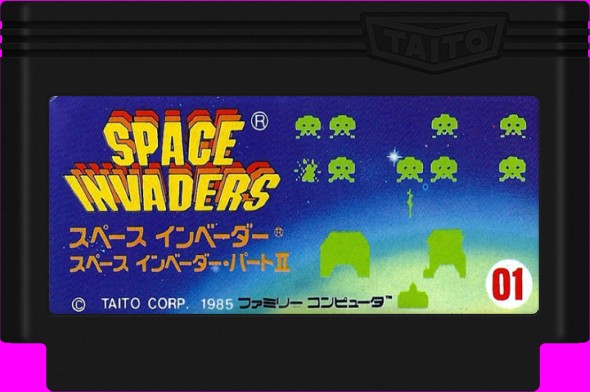 TAITO
SPACE ®
INVADERS
スペース インベーダー®
スペース インベーダー・パートII
© TAITO CORP. 1985 ファミリー コンピュータ™
01